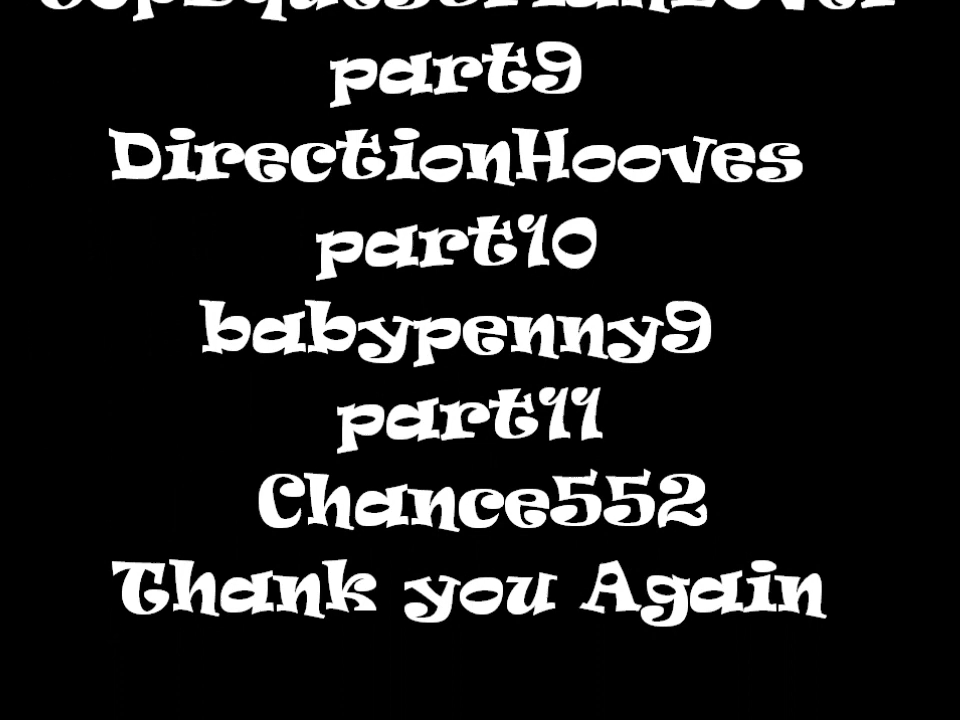 part9
DirectionHooves
part10
babypenny9
part11
Chance552
Thank you Again